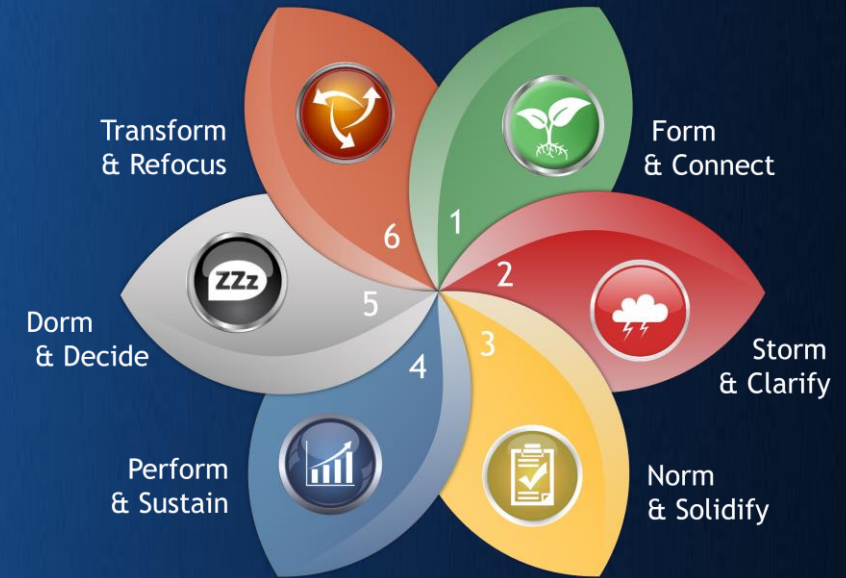 1
Form
& Connect
2
Storm
& Clarify
3
Norm
& Solidify
4
Perform
& Sustain
5
ZZz
Dorm
& Decide
6
Transform
& Refocus